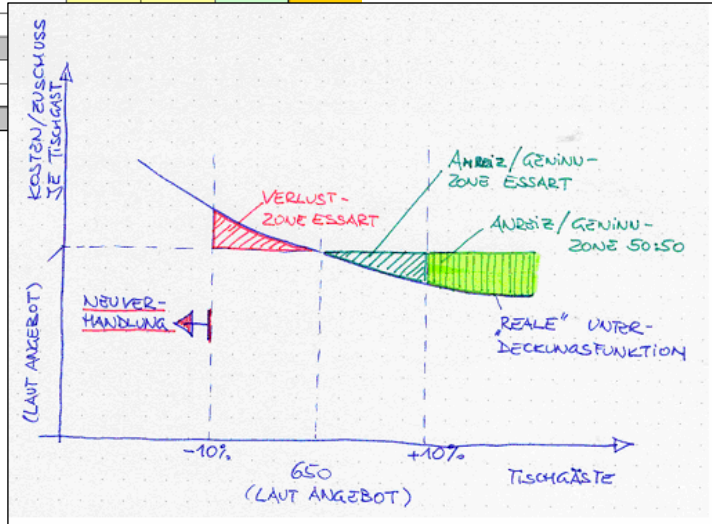 KOSTEN/ZUSCHUSS
JE TISCHGAST
(LAUT ANGEBOT)
VERLUST-
ZONE ESSART
ANREIZ/GEWINN-
ZONE ESSART
ANREIZ/GEWINN-
ZONE 50:50
NEUVER-
HANDLUNG
„REALE" UNTER-
DECKUNGSFUNKTION
-10%
650
(LAUT ANGEBOT)
+10%
TISCHGÄSTE